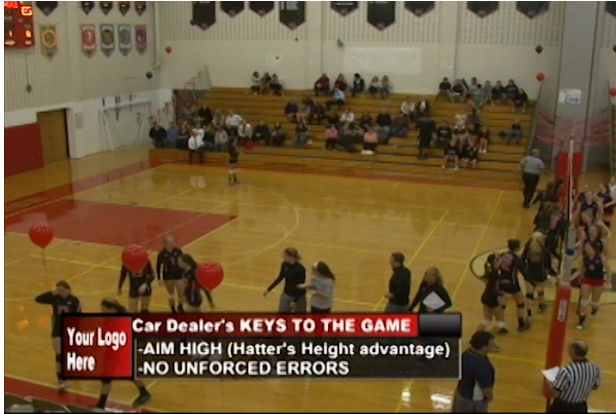 Car Dealer's KEYS TO THE GAME
Your Logo
Here
-AIM HIGH (Hatter's Height advantage)
-NO UNFORCED ERRORS